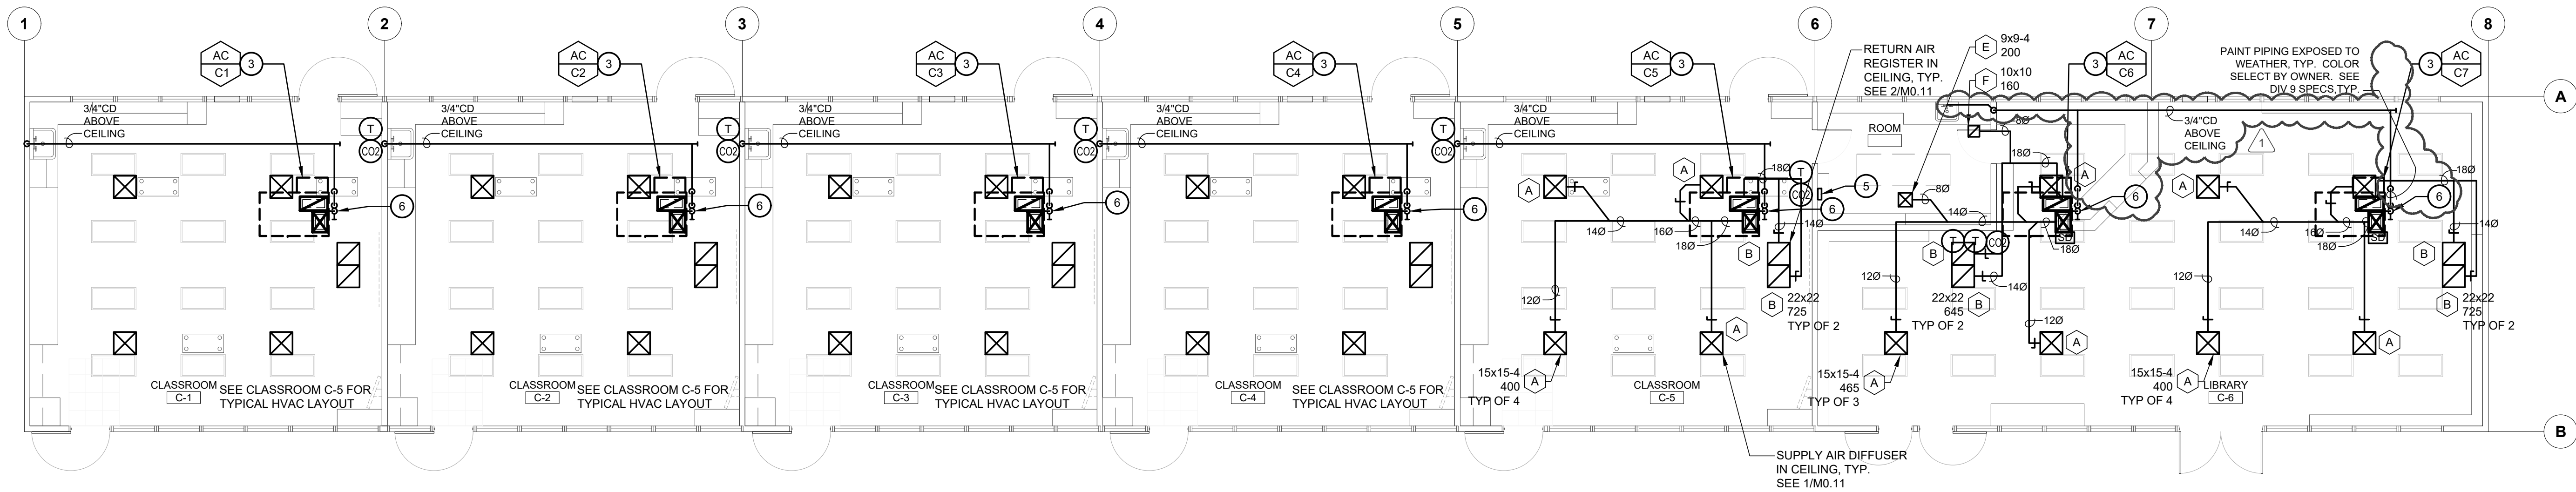 1
2
3
4
5
6
7
8
A
B
AC
C1
3
AC
C2
3
AC
C3
3
AC
C4
3
AC
C5
3
RETURN AIR
REGISTER IN
CEILING, TYP.
SEE 2/M0.11
E
9x9-4
200
F
10x10
160
3
AC
C6
PAINT PIPING EXPOSED TO
WEATHER, TYP. COLOR
SELECT BY OWNER. SEE
DIV 9 SPECS,TYP.
3
AC
C7
3/4"CD
ABOVE
CEILING
T
CO2
3/4"CD
ABOVE
CEILING
T
CO2
3/4"CD
ABOVE
CEILING
T
CO2
3/4"CD
ABOVE
CEILING
T
CO2
3/4"CD
ABOVE
CEILING
ROOM
8Ø
3/4"CD
ABOVE
CEILING
1
6
6
6
6
A
A
18Ø
T
CO2
5
6
8Ø
18Ø
A
6
A
A
18Ø
6
14Ø
16Ø
18Ø
14Ø
B
14Ø
T
T
CO2
B
SD
18Ø
14Ø
16Ø
18Ø
SD
14Ø
B
12Ø
B
22x22
725
TYP OF 2
12Ø
22x22
645
TYP OF 2
B
14Ø
12Ø
12Ø
B
22x22
725
TYP OF 2
A
A
A
15x15-4
400
TYP OF 4
A
15x15-4
465
TYP OF 3
A
15x15-4
400
TYP OF 4
A
CLASSROOM
C-1
SEE CLASSROOM C-5 FOR
TYPICAL HVAC LAYOUT
CLASSROOM
C-2
SEE CLASSROOM C-5 FOR
TYPICAL HVAC LAYOUT
CLASSROOM
C-3
SEE CLASSROOM C-5 FOR
TYPICAL HVAC LAYOUT
CLASSROOM
C-4
SEE CLASSROOM C-5 FOR
TYPICAL HVAC LAYOUT
CLASSROOM
C-5
LIBRARY
C-6
SUPPLY AIR DIFFUSER
IN CEILING, TYP.
SEE 1/M0.11